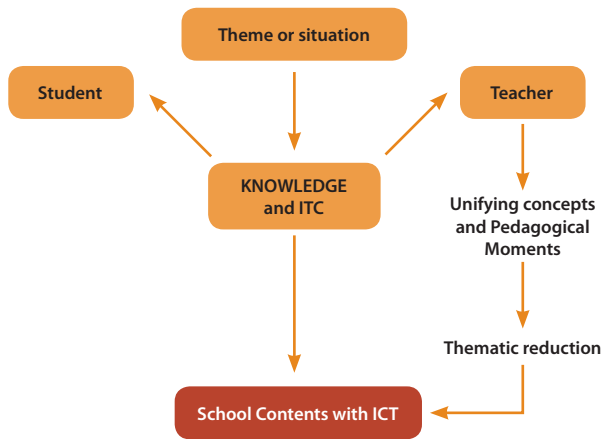 Theme or situation
Student
Teacher
KNOWLEDGE
and ITC
Unifying concepts
and Pedagogical
Moments
Thematic reduction
School Contents with ICT